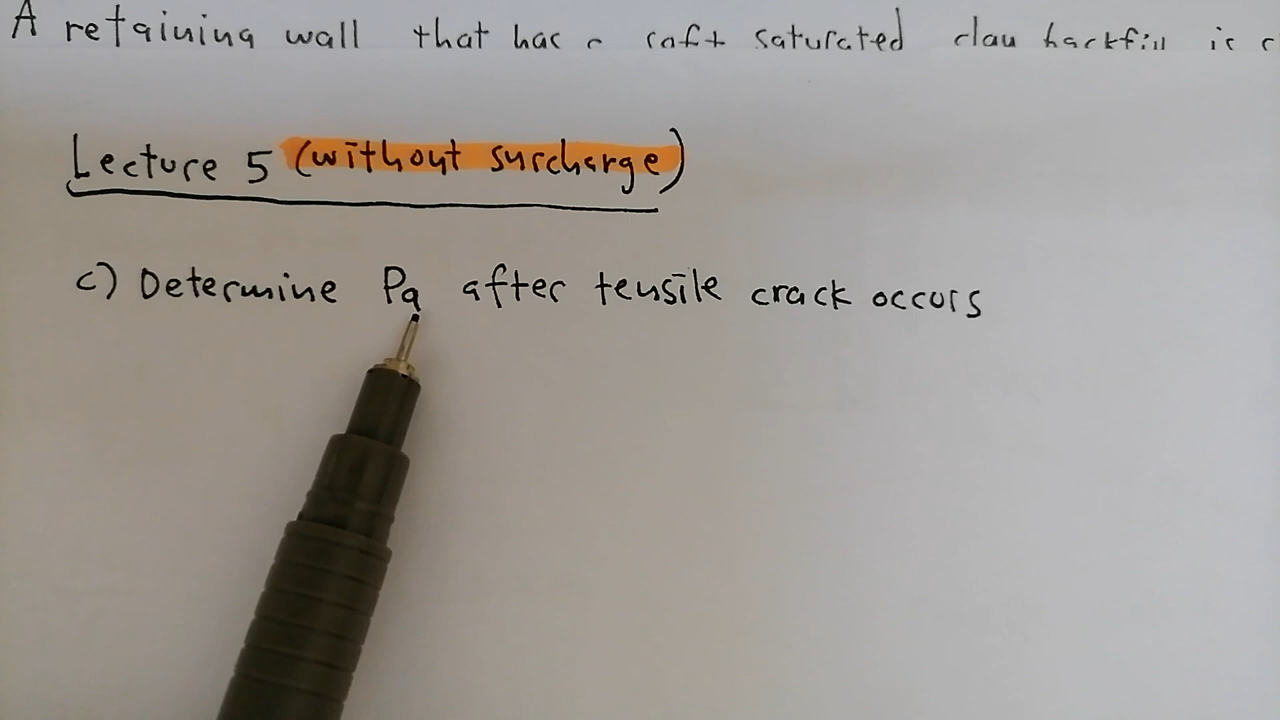 A retaining wall that has a soft saturated clay backfill is
Lecture 5 (without surcharge)
c) Determine Pa after tensile crack occurs